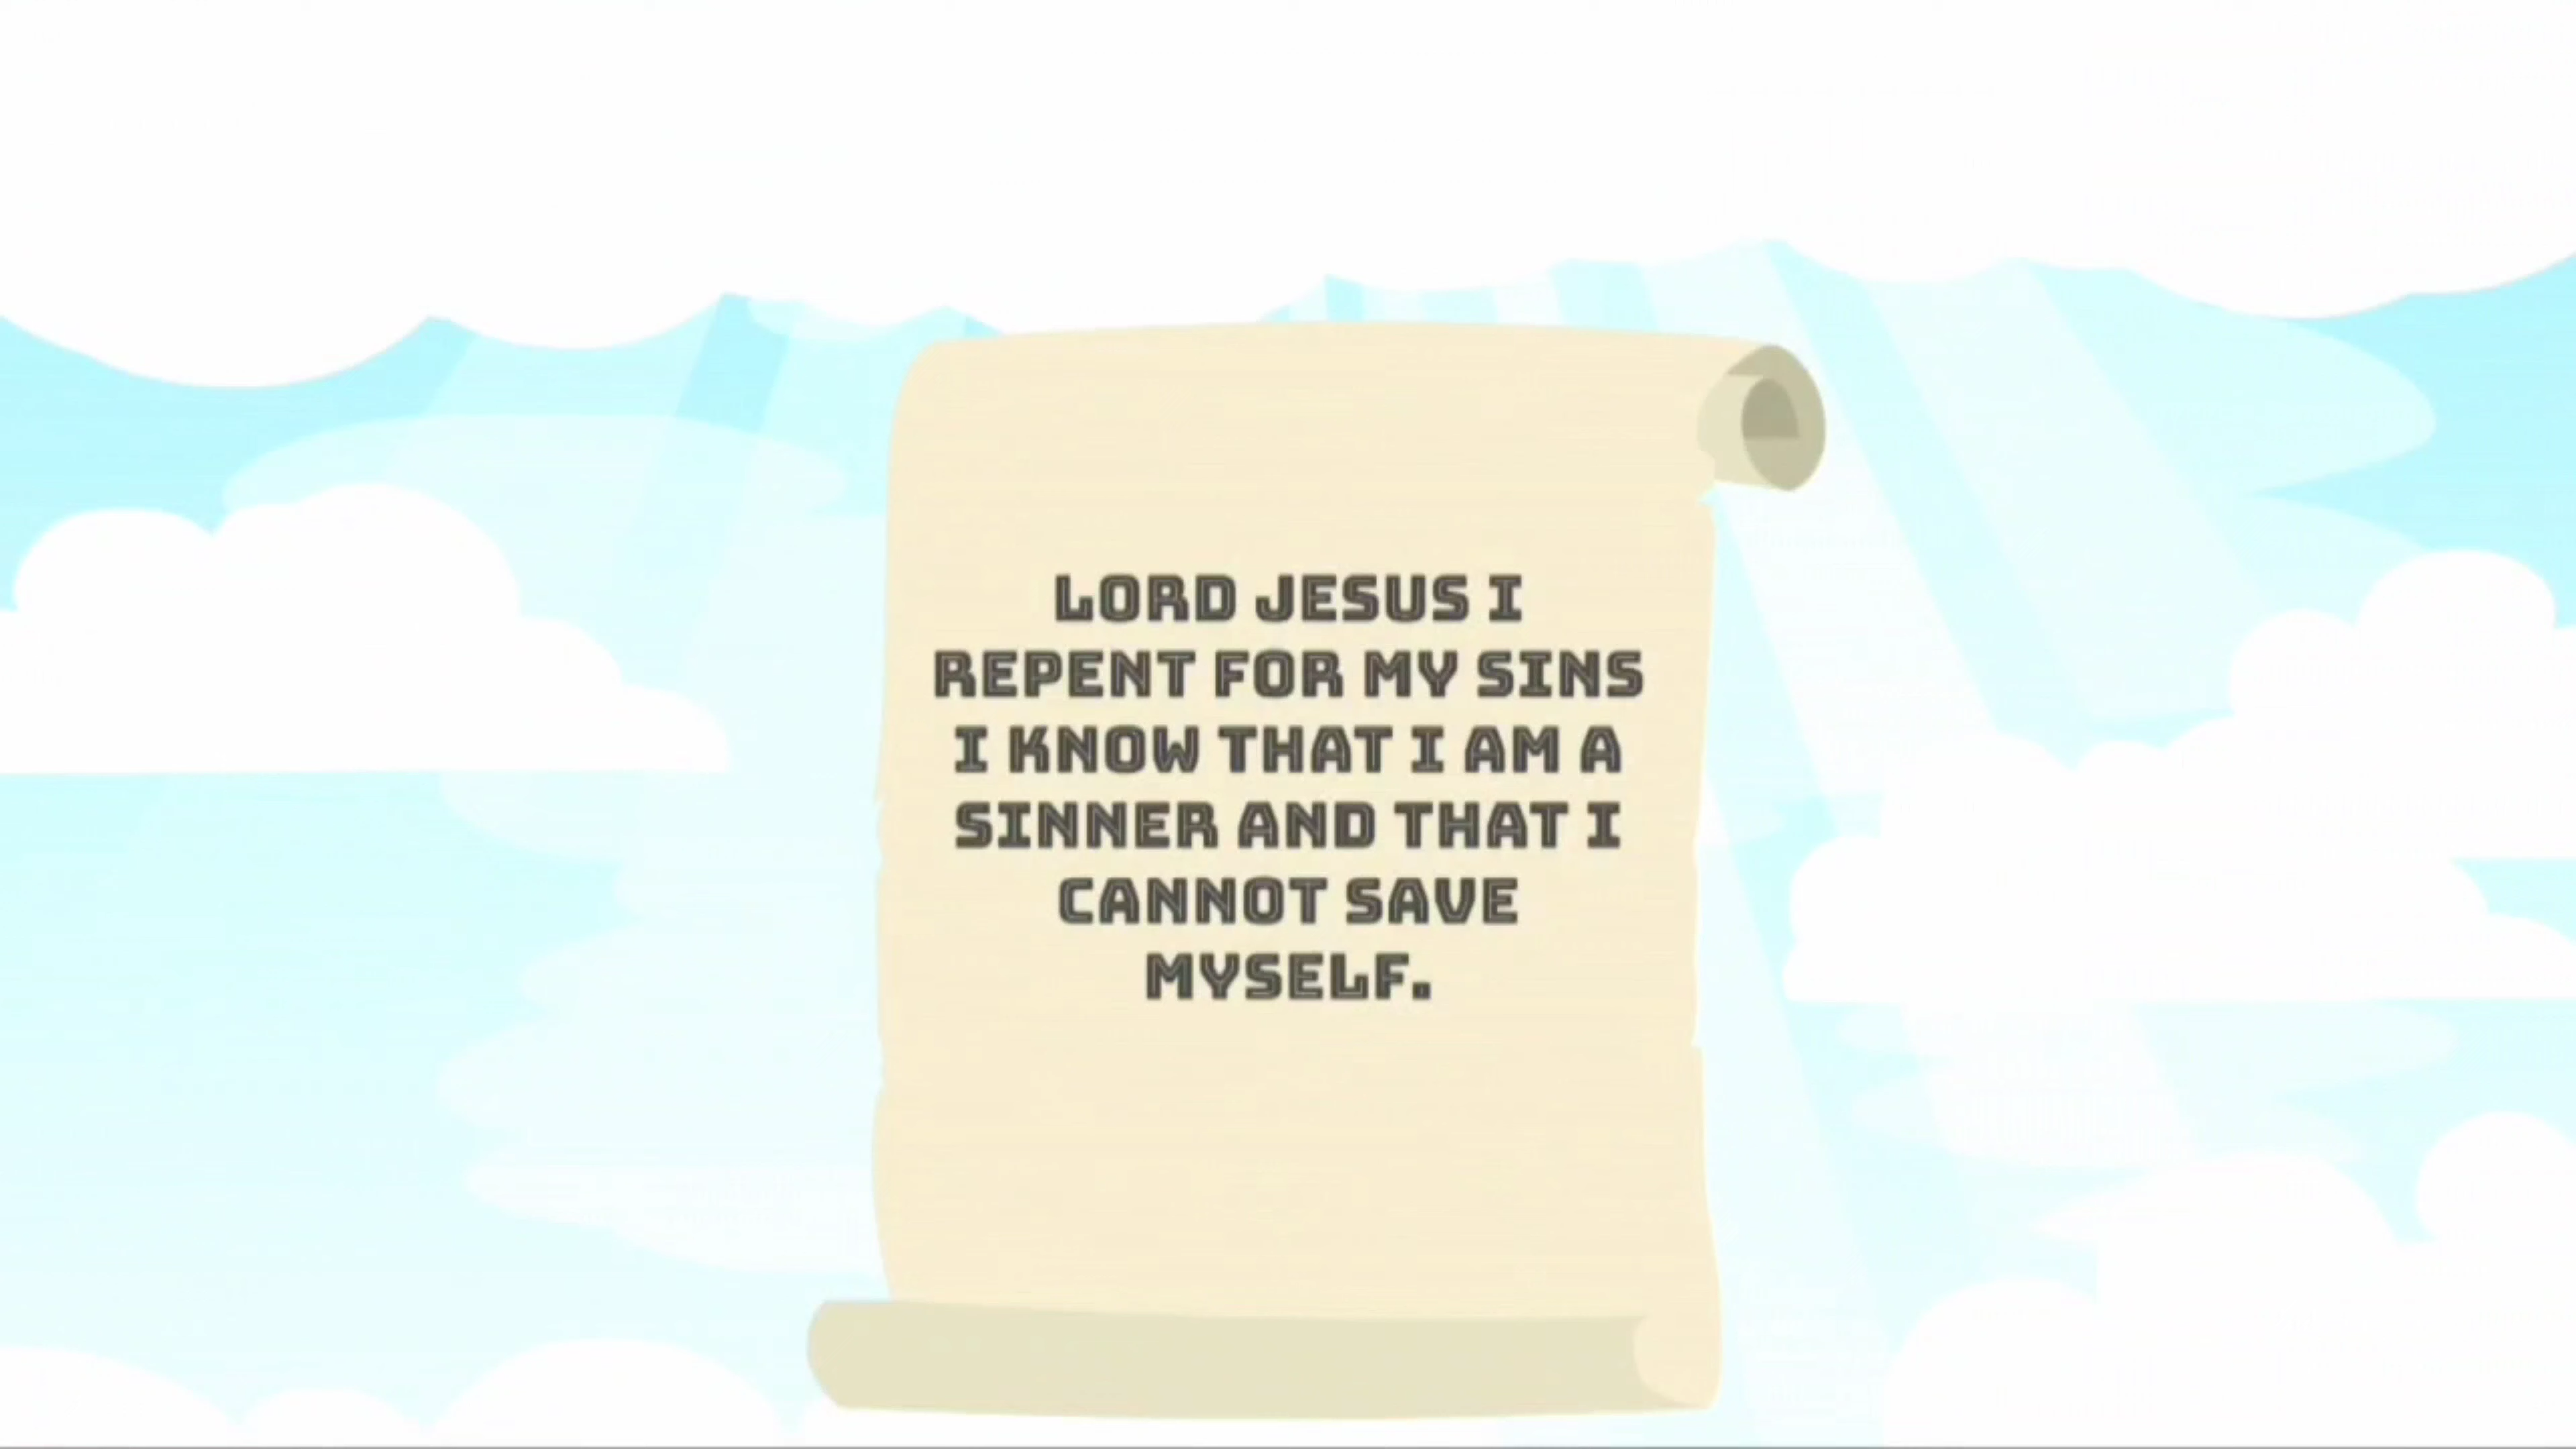 LORD JESUS I
REPENT FOR MY SINS
I KNOW THAT I AM A
SINNER AND THAT I
CANNOT SAVE
MYSELF.